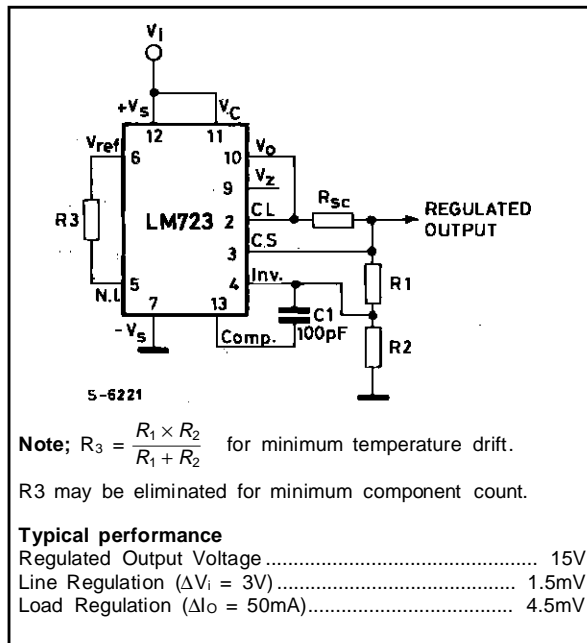 Vi
+Vs VC
12 11
Vref 6 10 Vo
9 Vz
R3 LM723 2 CL Rsc REGULATED
OUTPUT
3 C.S
5 4 Inv. R1
N.I. 7 13 C1
100pF
-Vs Comp. R2
S-6221
Note; R3 = R1 × R2 / R1 + R2 for minimum temperature drift.
R3 may be eliminated for minimum component count.
Typical performance
Regulated Output Voltage ................................................ 15V
Line Regulation (ΔVi = 3V) ........................................... 1.5mV
Load Regulation (ΔIO = 50mA) ................................... 4.5mV